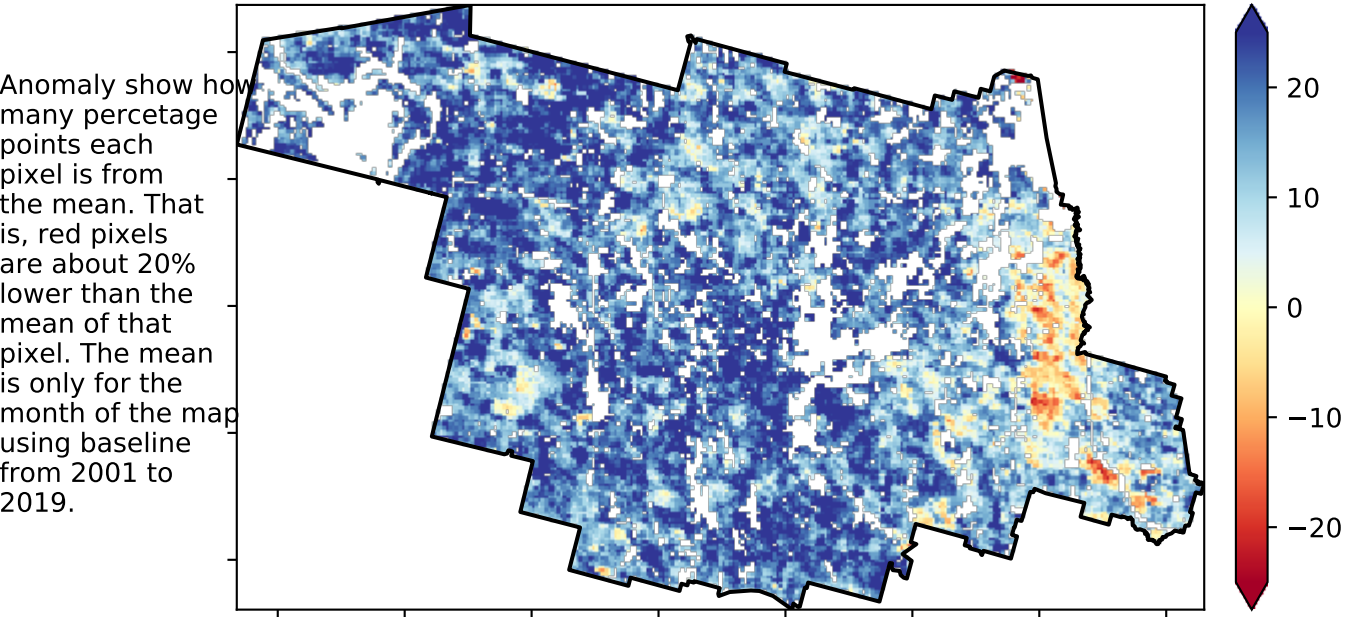 Anomaly show how
many percetage
points each
pixel is from
the mean. That
is, red pixels
are about 20%
lower than the
mean of that
pixel. The mean
is only for the
month of the map
using baseline
from 2001 to
2019.
20
10
0
−10
−20